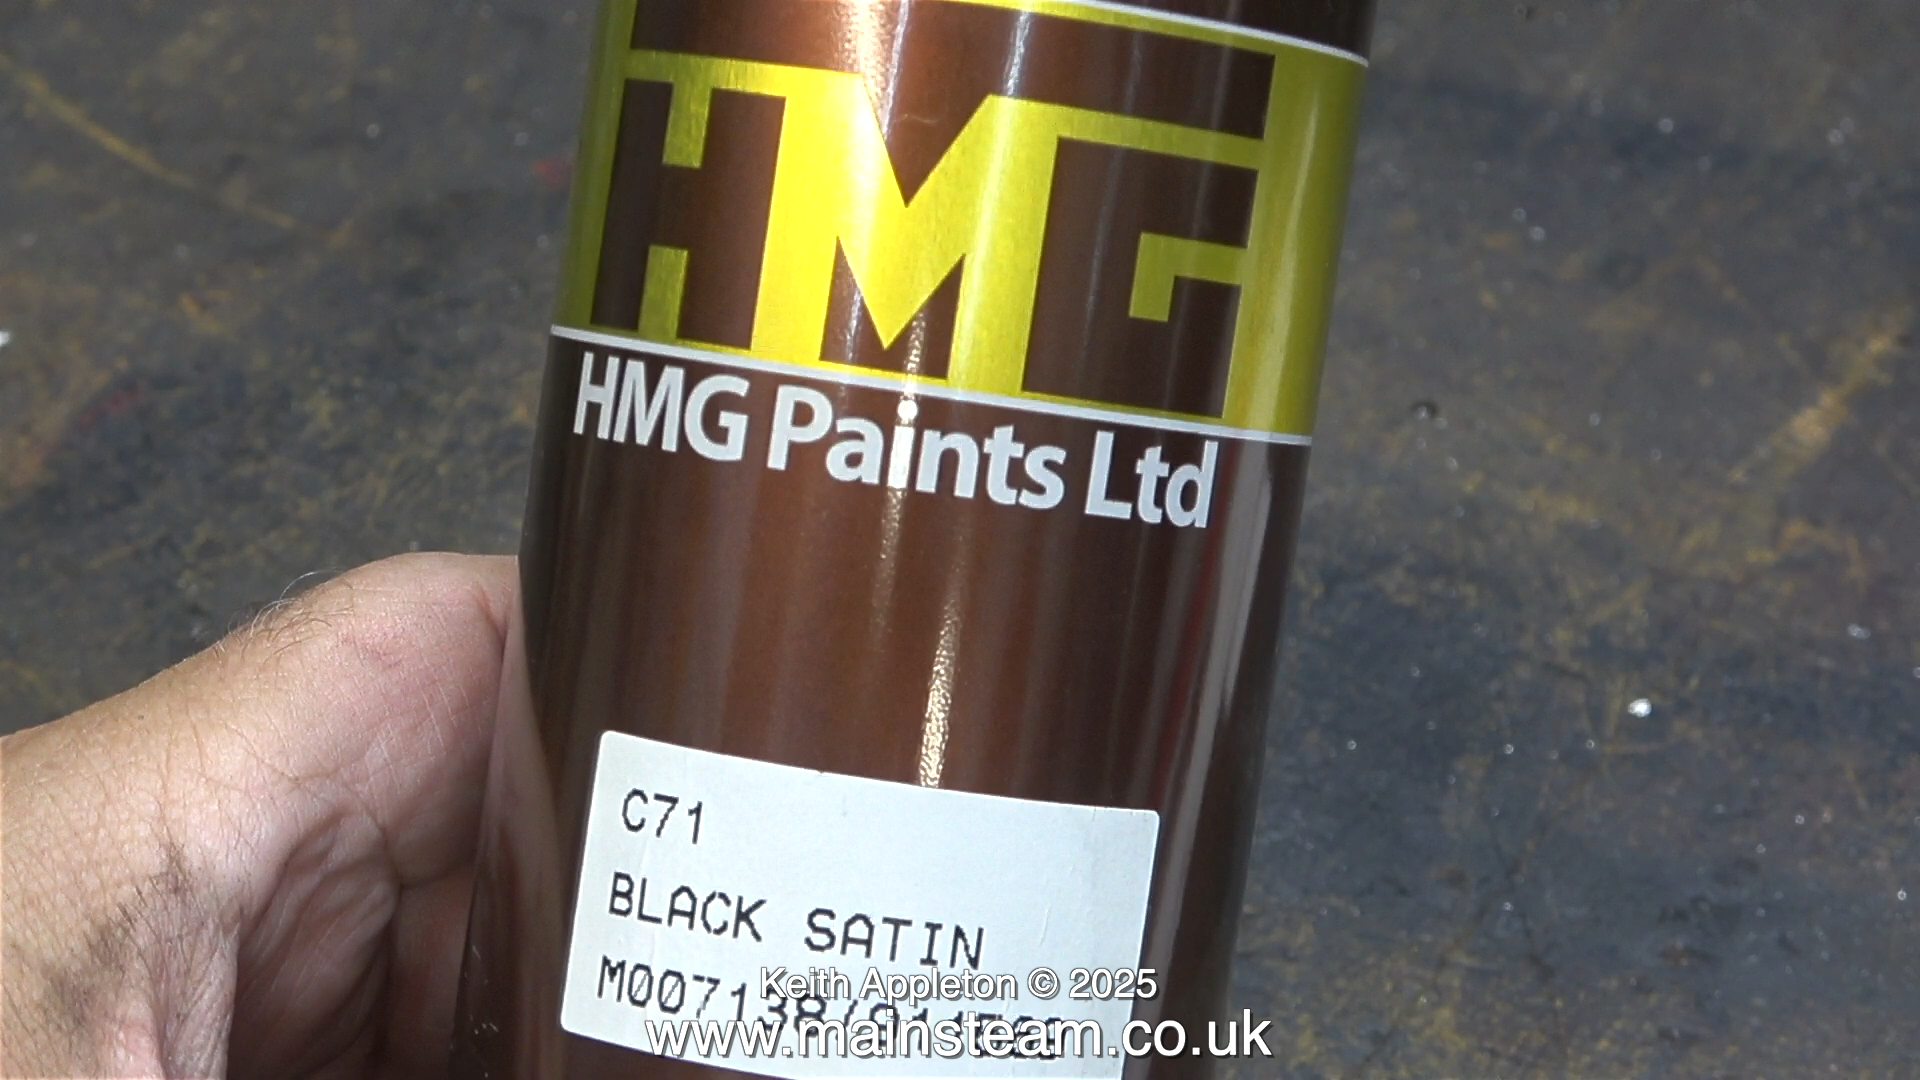 HMG
HMG Paints Ltd
C71
BLACK SATIN
Keith Appleton © 2025
www.mainsteam.co.uk